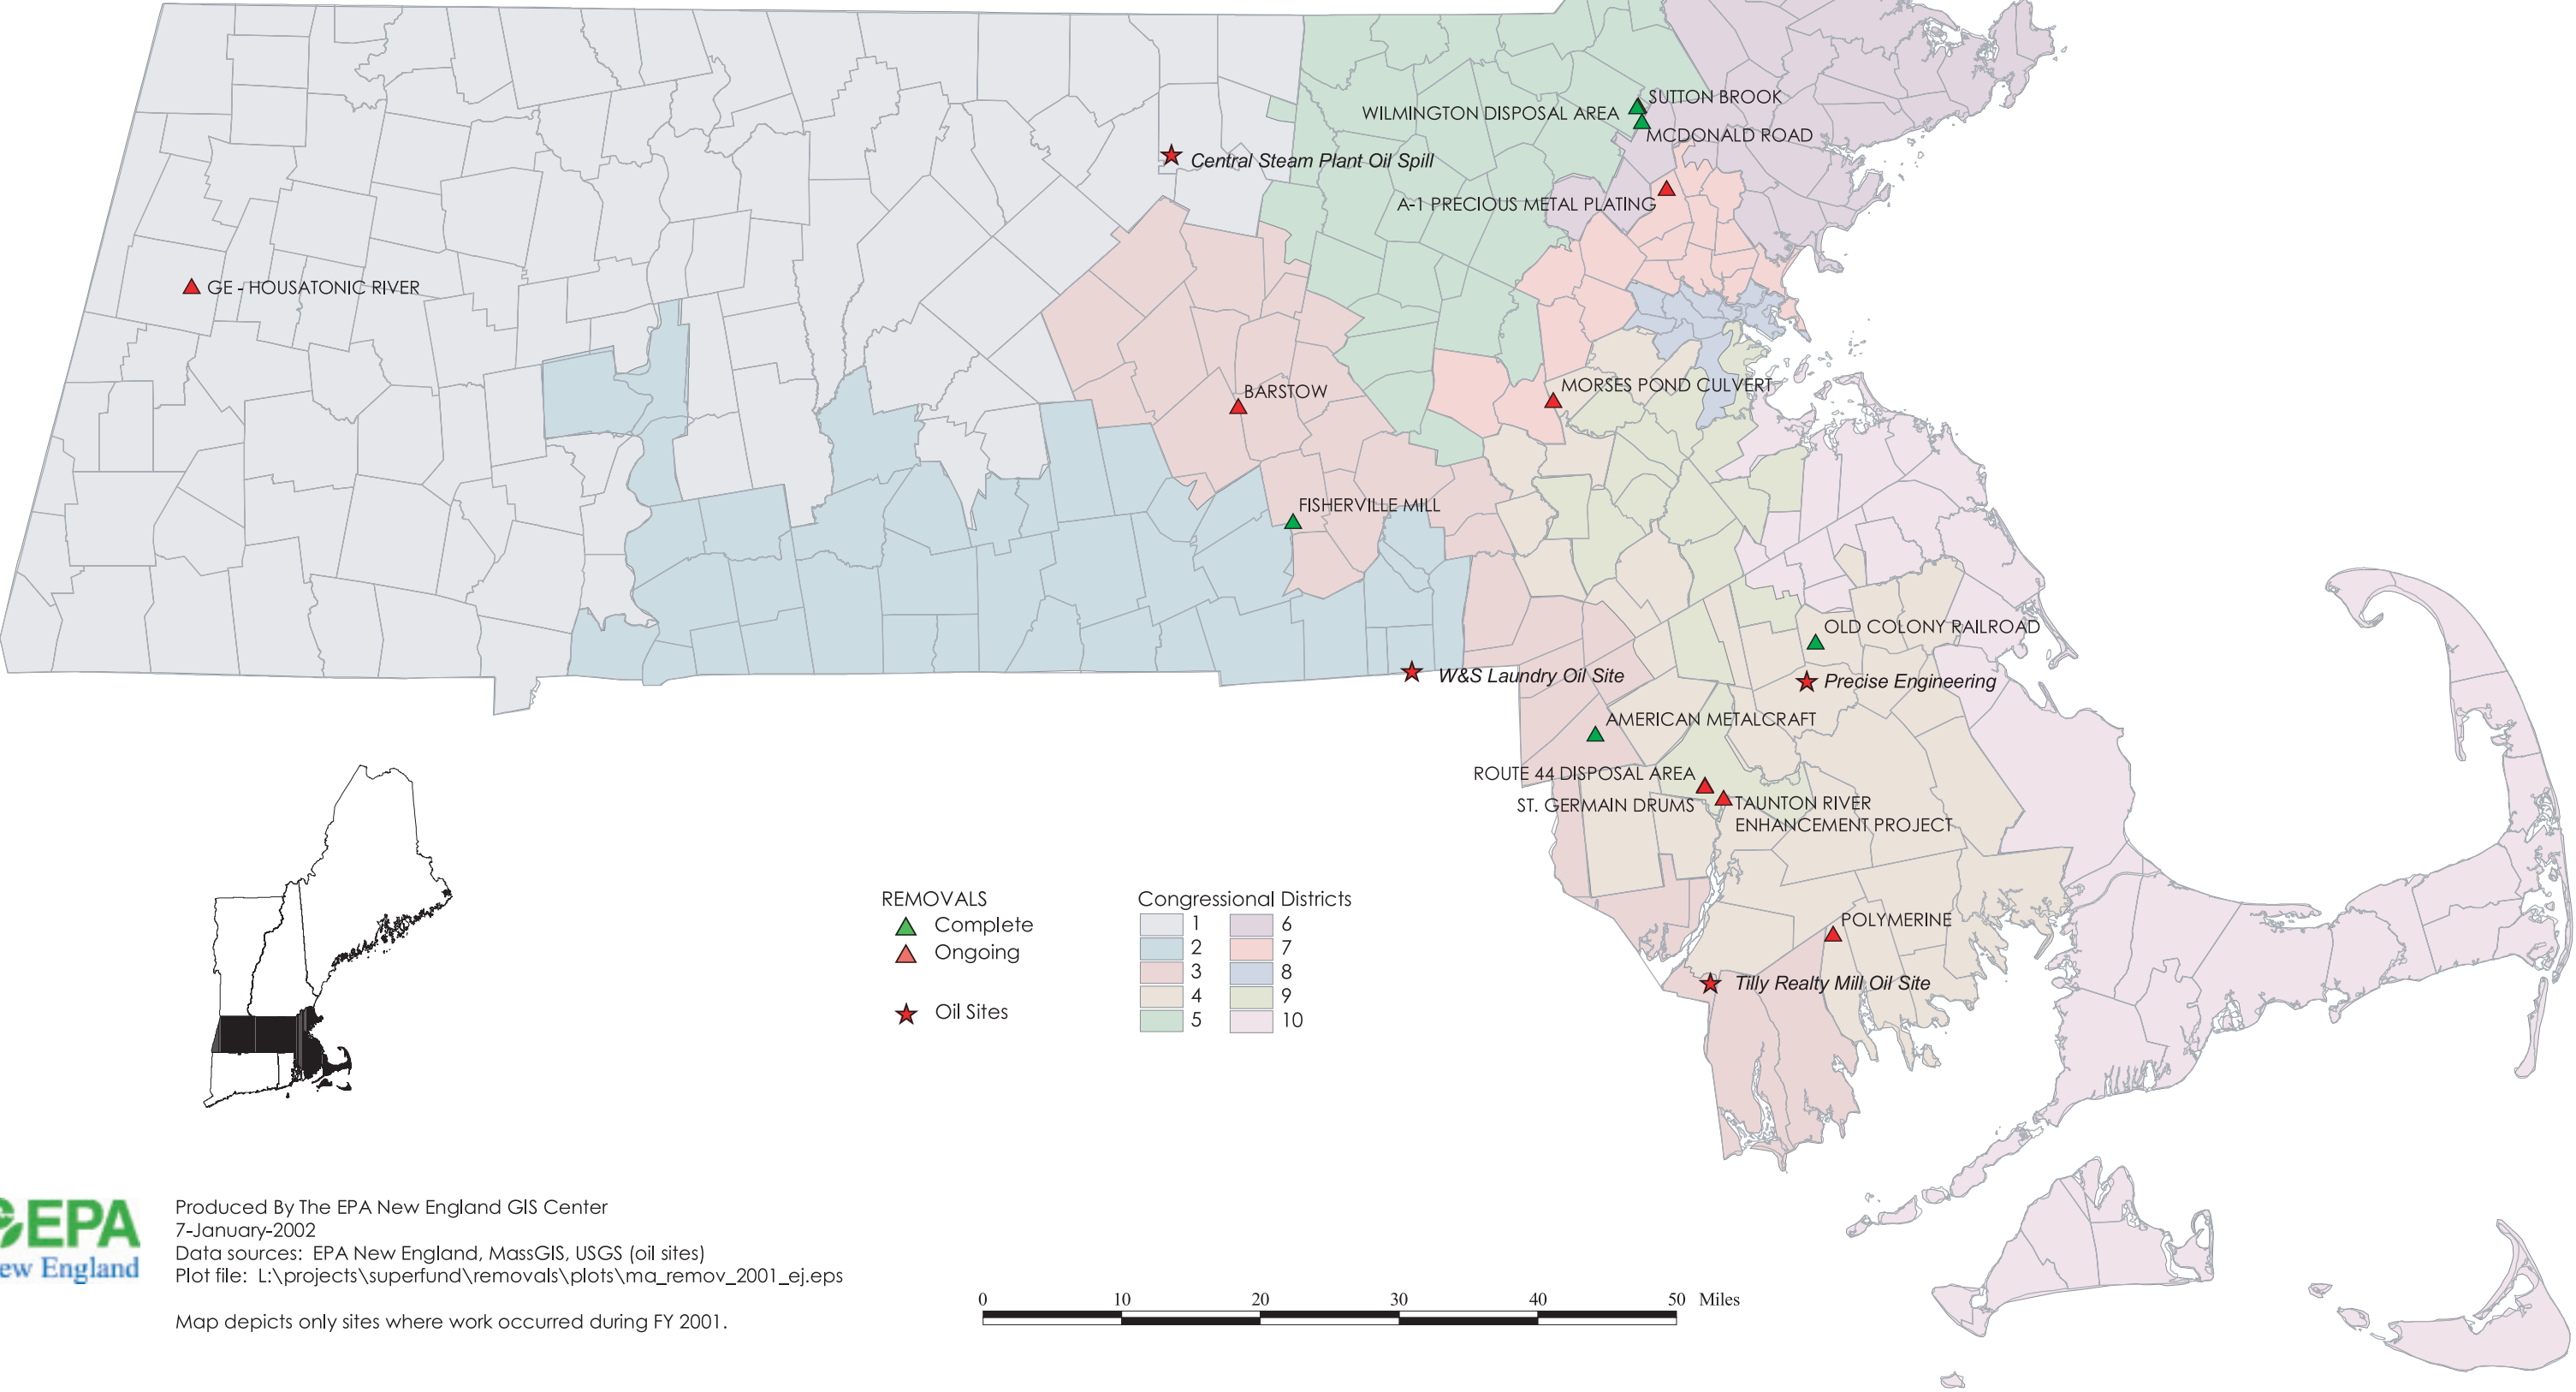 SUTTON BROOK
WILMINGTON DISPOSAL AREA
MCDONALD ROAD
Central Steam Plant Oil Spill
A-1 PRECIOUS METAL PLATING
GE - HOUSATONIC RIVER
BARSTOW
MORSES POND CULVERT
FISHERVILLE MILL
OLD COLONY RAILROAD
W&S Laundry Oil Site
Precise Engineering
AMERICAN METALCRAFT
ROUTE 44 DISPOSAL AREA
ST. GERMAIN DRUMS
TAUNTON RIVER
ENHANCEMENT PROJECT
POLYMERINE
Tilly Realty Mill Oil Site
REMOVALS
Complete
Ongoing
Oil Sites
Congressional Districts
1 6
2 7
3 8
4 9
5 10
EPA
ew England
Produced By The EPA New England GIS Center
7-January-2002
Data sources: EPA New England, MassGIS, USGS (oil sites)
Plot file: L:\projects\superfund\removals\plots\ma_remov_2001_ej.eps
Map depicts only sites where work occurred during FY 2001.
0 10 20 30 40 50 Miles